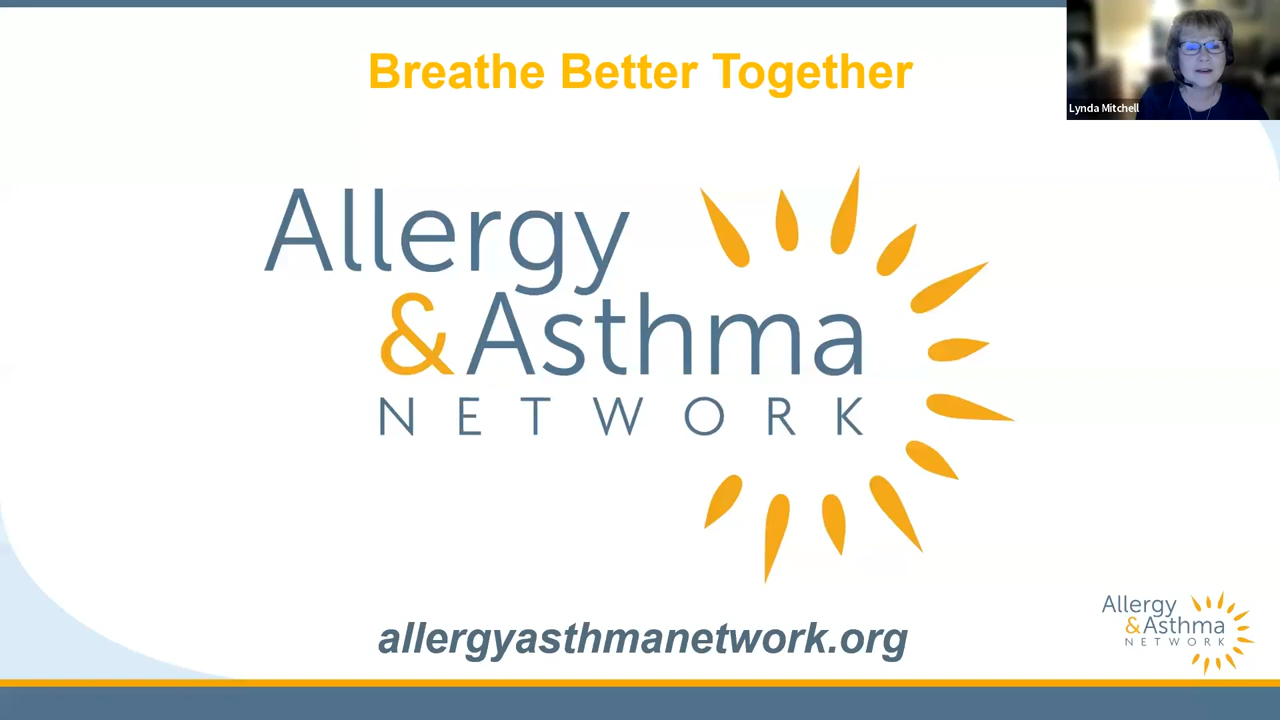 Breathe Better Together
Lynda Mitchell
Allergy
& Asthma
NETWORK
allergyasthmanetwork.org
Allergy
& Asthma
NETWORK